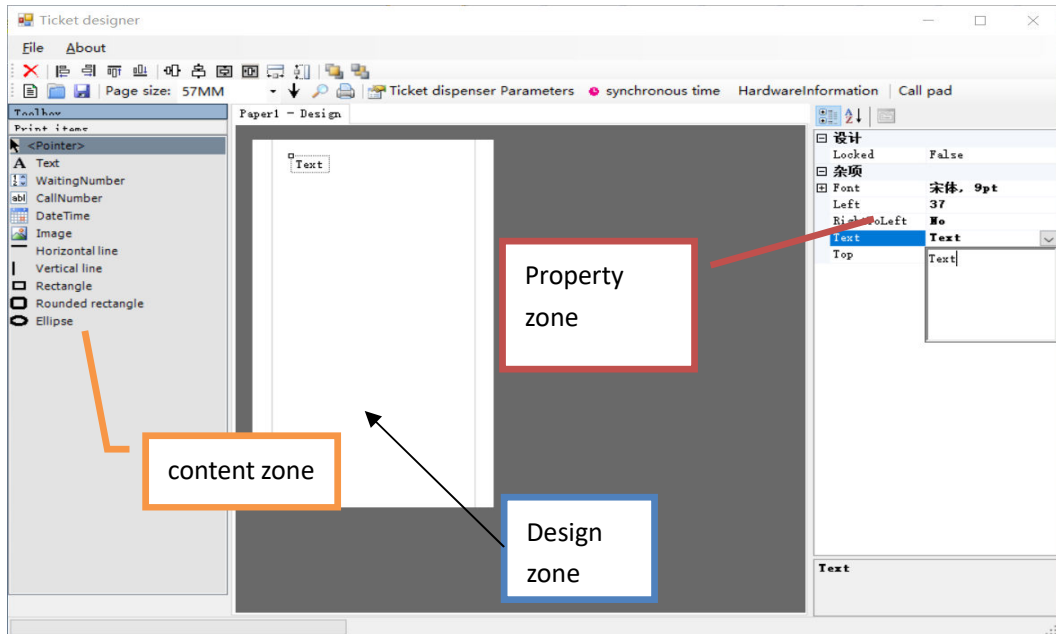 Ticket designer
File About
Page size: 57MM Ticket dispenser Parameters synchronous time HardwareInformation Call pad
Toolbox
Print items
<Pointer>
A Text
WaitingNumber
abl CallNumber
DateTime
Image
Horizontal line
Vertical line
Rectangle
Rounded rectangle
Ellipse
Paper1 - Design
Text
设计
Locked False
杂项
Font 宋体, 9pt
Left 37
RightToLeft No
Text Text
Top
Text
Property
zone
content zone
Design
zone
Text